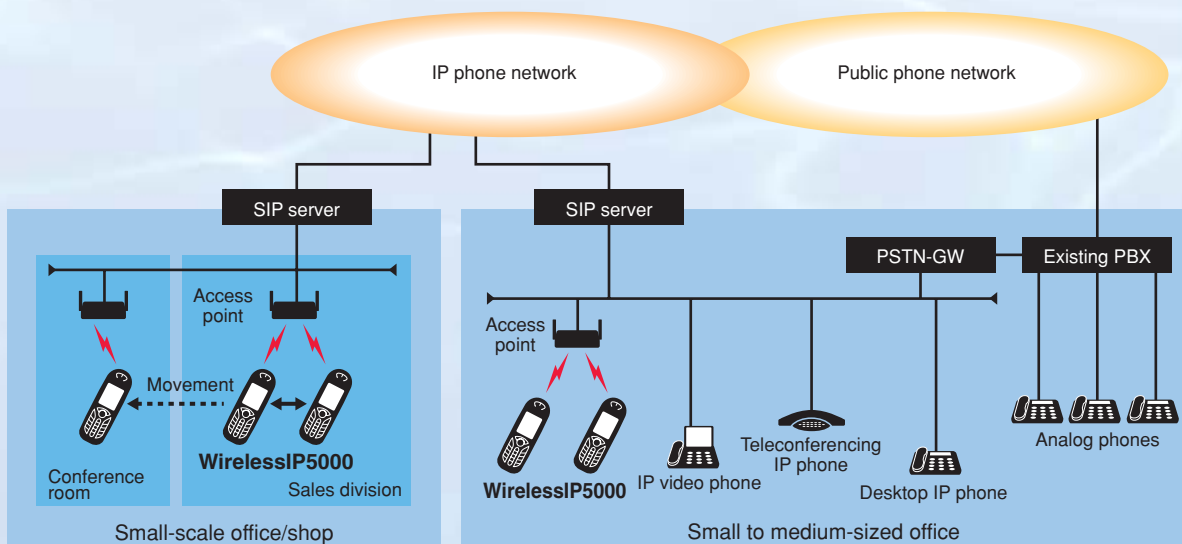 IP phone network
Public phone network
SIP server
SIP server
PSTN-GW
Existing PBX
Access
point
Access
point
Movement
WirelessIP5000
Conference
room
Sales division
WirelessIP5000
IP video phone
Teleconferencing
IP phone
Desktop IP phone
Analog phones
Small-scale office/shop
Small to medium-sized office